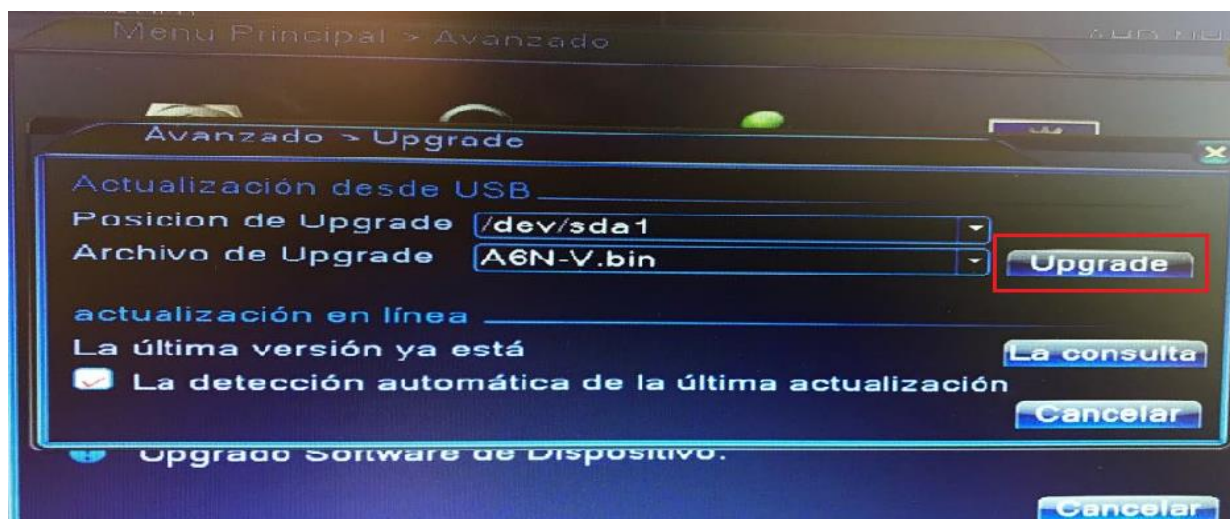 Menu Principal > Avanzado
Avanzado > Upgrade
Actualización desde USB
Posicion de Upgrade /dev/sda1
Archivo de Upgrade A6N-V.bin Upgrade
actualización en línea
La última versión ya está La consulta
La detección automática de la última actualización
Cancelar
Upgrado Software de Dispositivo.
Cancelar